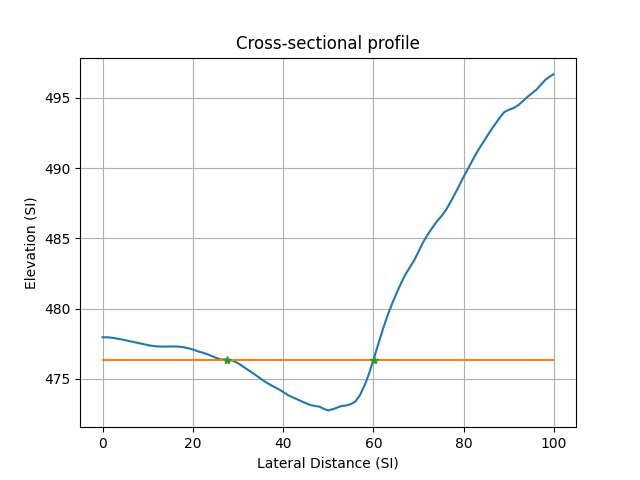 Cross-sectional profile
495
490
485
480
475
Elevation (SI)
0 20 40 60 80 100
Lateral Distance (SI)